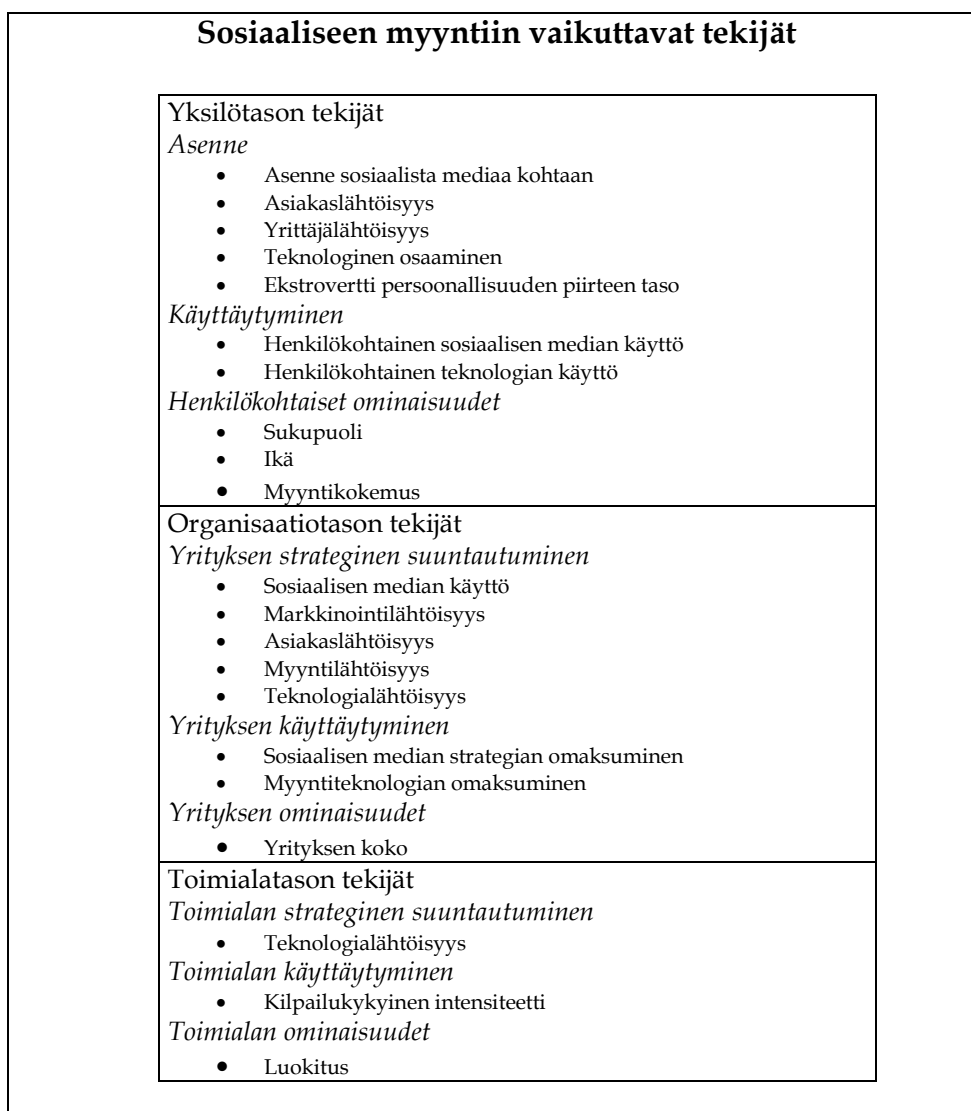 Sosiaaliseen myyntiin vaikuttavat tekijät
Yksilötason tekijät
Asenne
• Asenne sosiaalista mediaa kohtaan
• Asiakaslähtöisyys
• Yrittäjälähtöisyys
• Teknologinen osaaminen
• Ekstrovertti persoonallisuuden piirteen taso
Käyttäytyminen
• Henkilökohtainen sosiaalisen median käyttö
• Henkilökohtainen teknologian käyttö
Henkilökohtaiset ominaisuudet
• Sukupuoli
• Ikä
• Myyntikokemus
Organisaatiotason tekijät
Yrityksen strateginen suuntautuminen
• Sosiaalisen median käyttö
• Markkinointilähtöisyys
• Asiakaslähtöisyys
• Myyntilähtöisyys
• Teknologialähtöisyys
Yrityksen käyttäytyminen
• Sosiaalisen median strategian omaksuminen
• Myyntiteknologian omaksuminen
Yrityksen ominaisuudet
• Yrityksen koko
Toimialatason tekijät
Toimialan strateginen suuntautuminen
• Teknologialähtöisyys
Toimialan käyttäytyminen
• Kilpailukykyinen intensiteetti
Toimialan ominaisuudet
• Luokitus